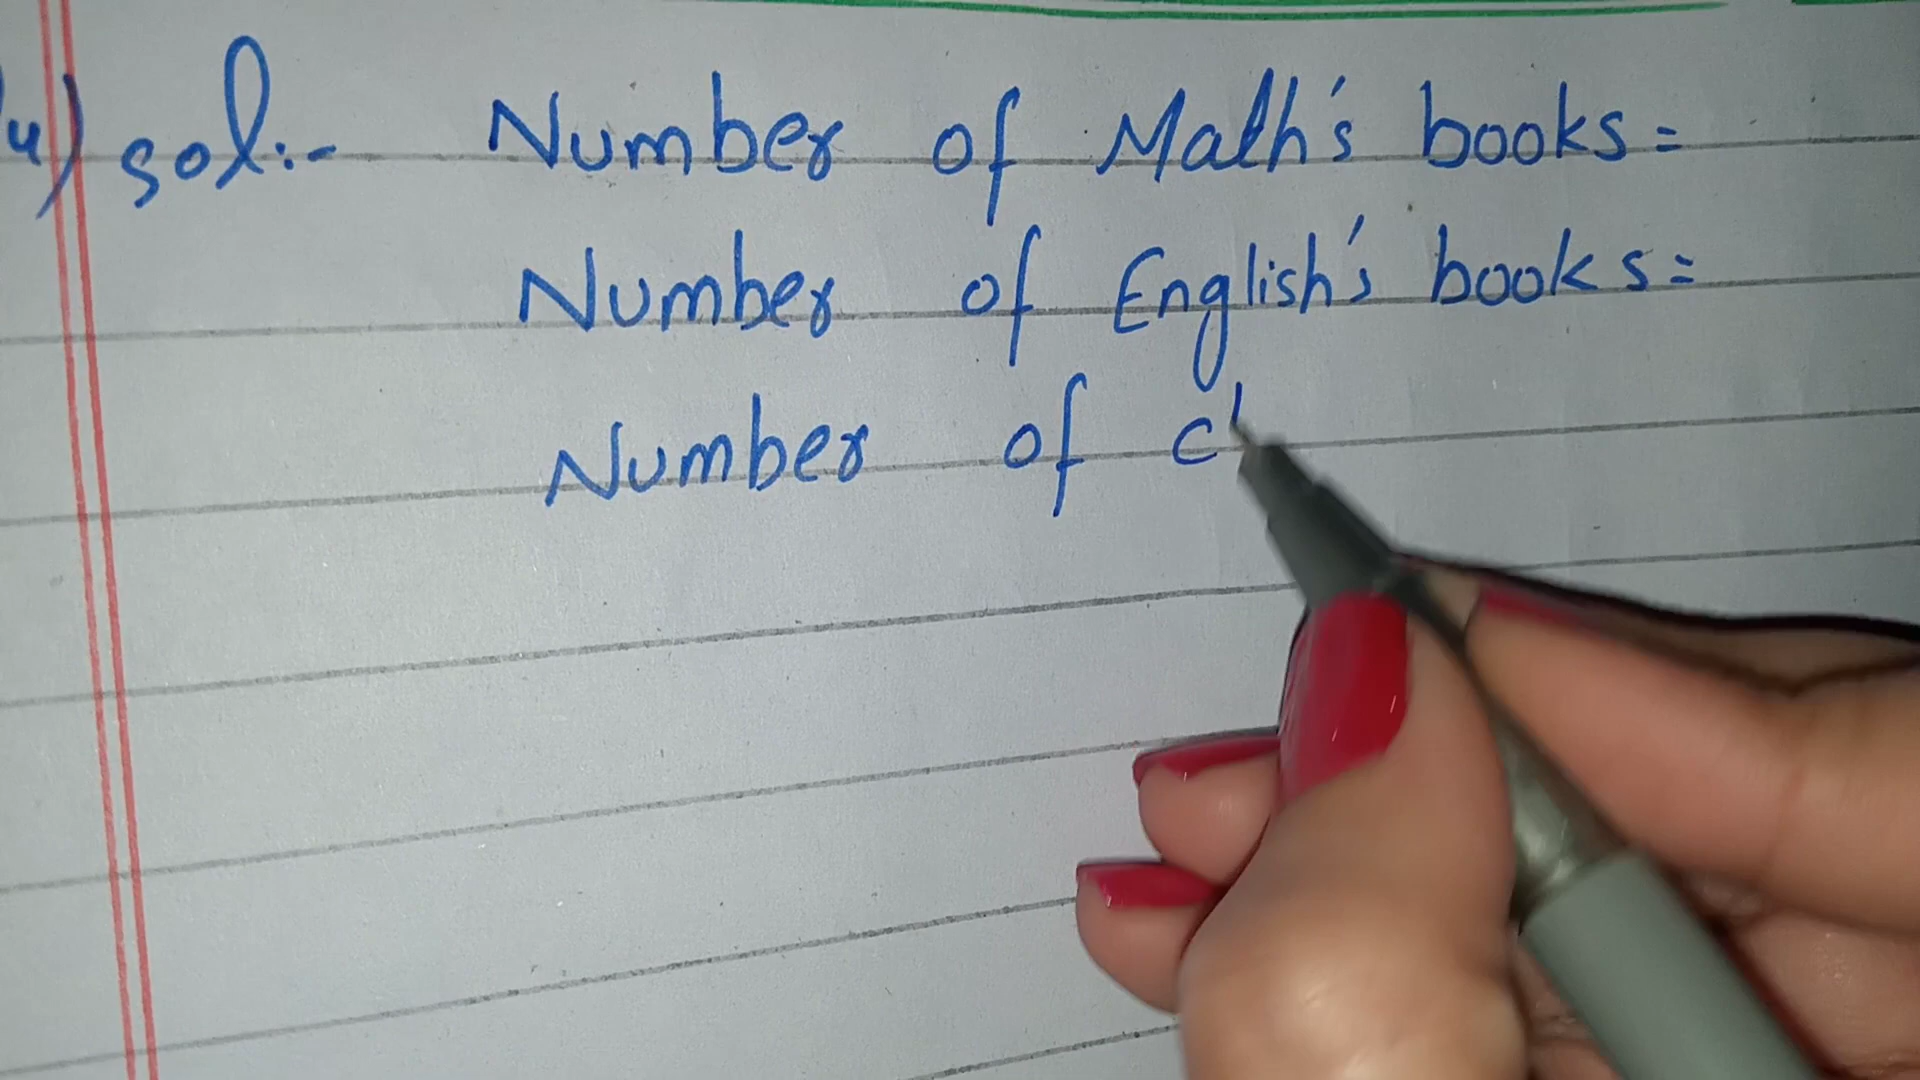 4) sol:- Number of Math's books=
Number of English's books=
Number of